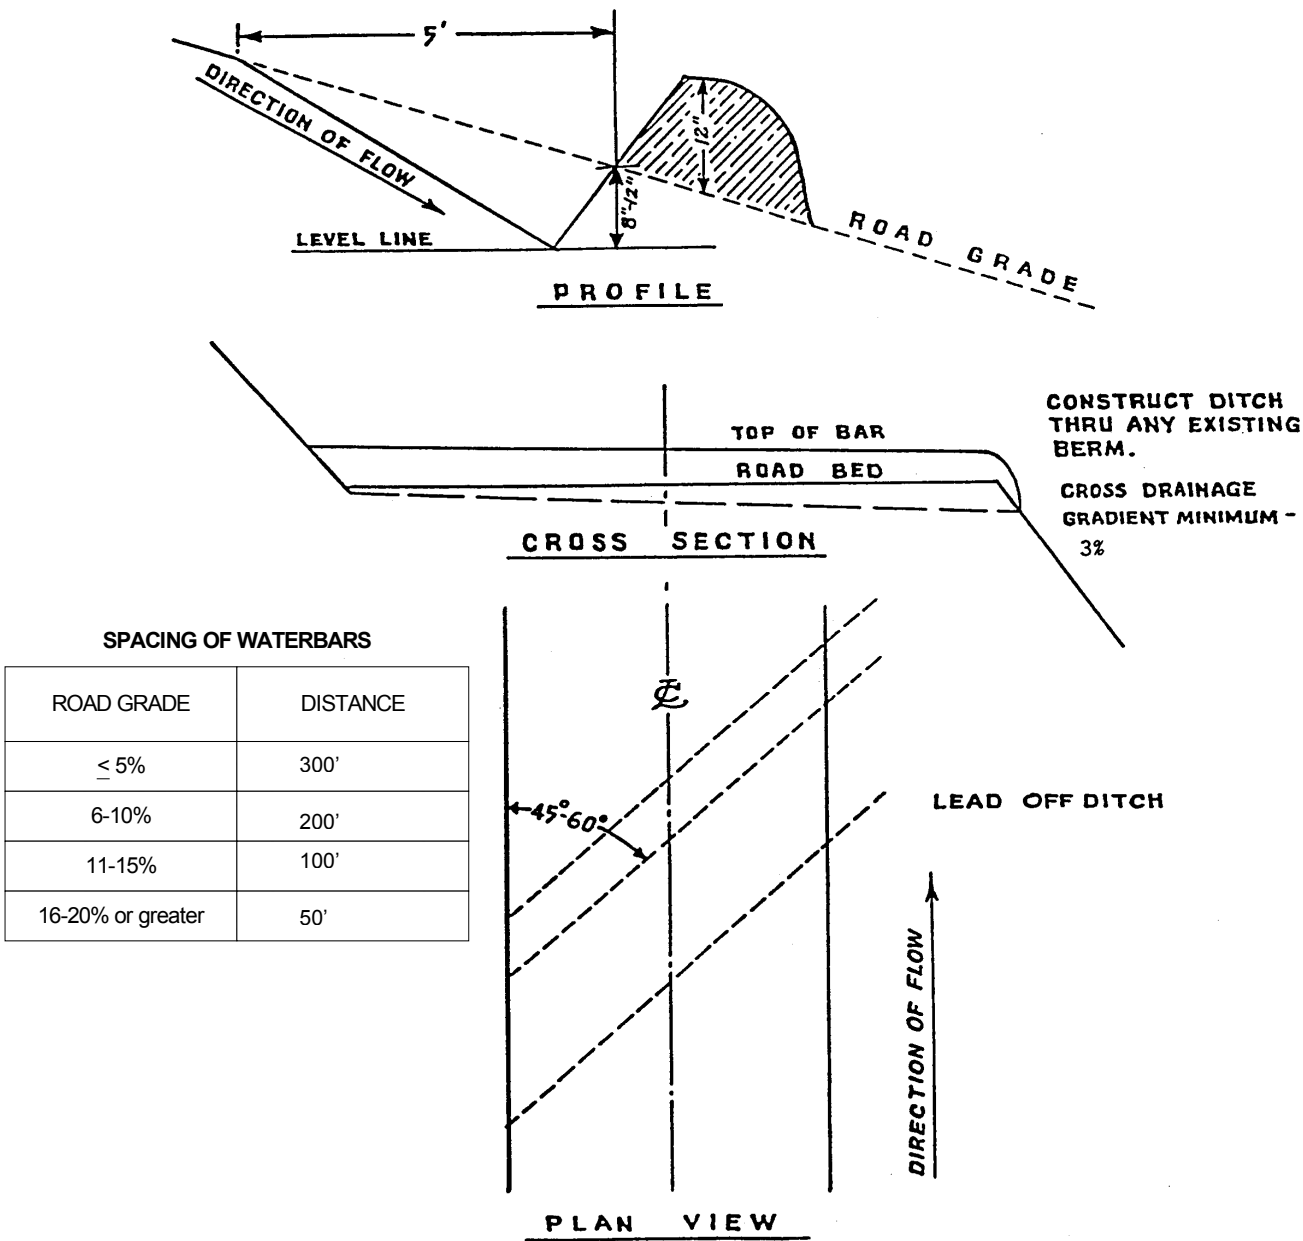 5'
DIRECTION OF FLOW
12"
8"-12"
LEVEL LINE
ROAD GRADE
PROFILE
TOP OF BAR
ROAD BED
CONSTRUCT DITCH
THRU ANY EXISTING
BERM.
CROSS DRAINAGE
GRADIENT MINIMUM -
3%
CROSS SECTION
SPACING OF WATERBARS
ROAD GRADE DISTANCE
≤ 5% 300'
6-10% 200'
11-15% 100'
16-20% or greater 50'
℄
45°-60°
LEAD OFF DITCH
DIRECTION OF FLOW
PLAN VIEW